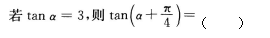 若 tan α = 3,则 tan(α + π/4) = ( )